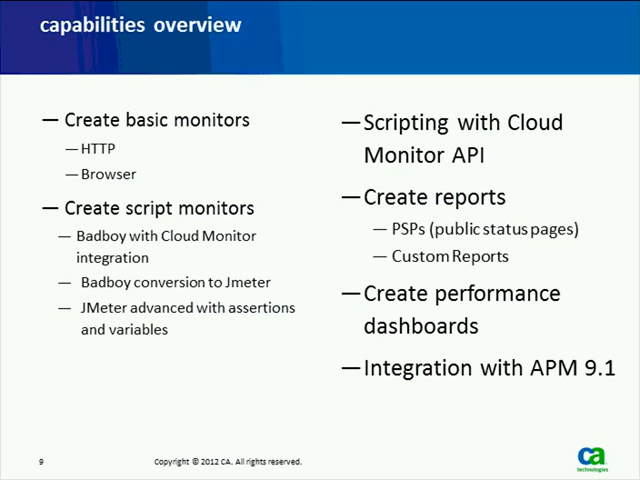 capabilities overview
— Create basic monitors
— HTTP
— Browser
— Create script monitors
— Badboy with Cloud Monitor
integration
— Badboy conversion to Jmeter
— JMeter advanced with assertions
and variables
— Scripting with Cloud
Monitor API
— Create reports
— PSPs (public status pages)
— Custom Reports
— Create performance
dashboards
— Integration with APM 9.1
9
Copyright © 2012 CA. All rights reserved.
ca
technologies